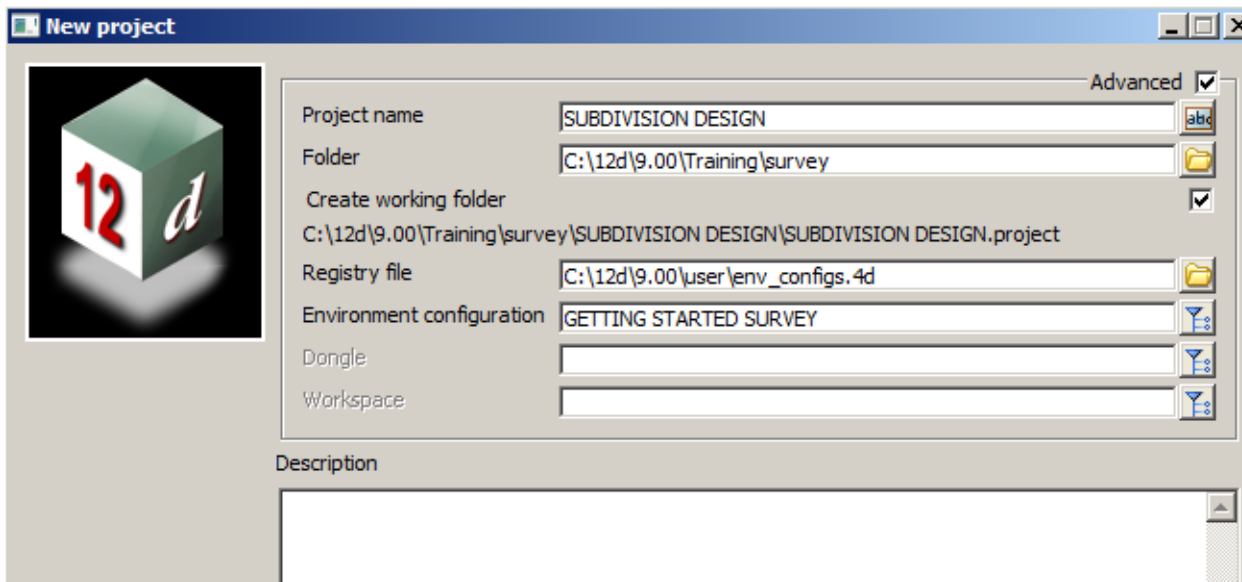 New project
12 d
Advanced
Project name SUBDIVISION DESIGN abc
Folder C:\12d\9.00\Training\survey
Create working folder
C:\12d\9.00\Training\survey\SUBDIVISION DESIGN\SUBDIVISION DESIGN.project
Registry file C:\12d\9.00\user\env_configs.4d
Environment configuration GETTING STARTED SURVEY
Dongle
Workspace
Description